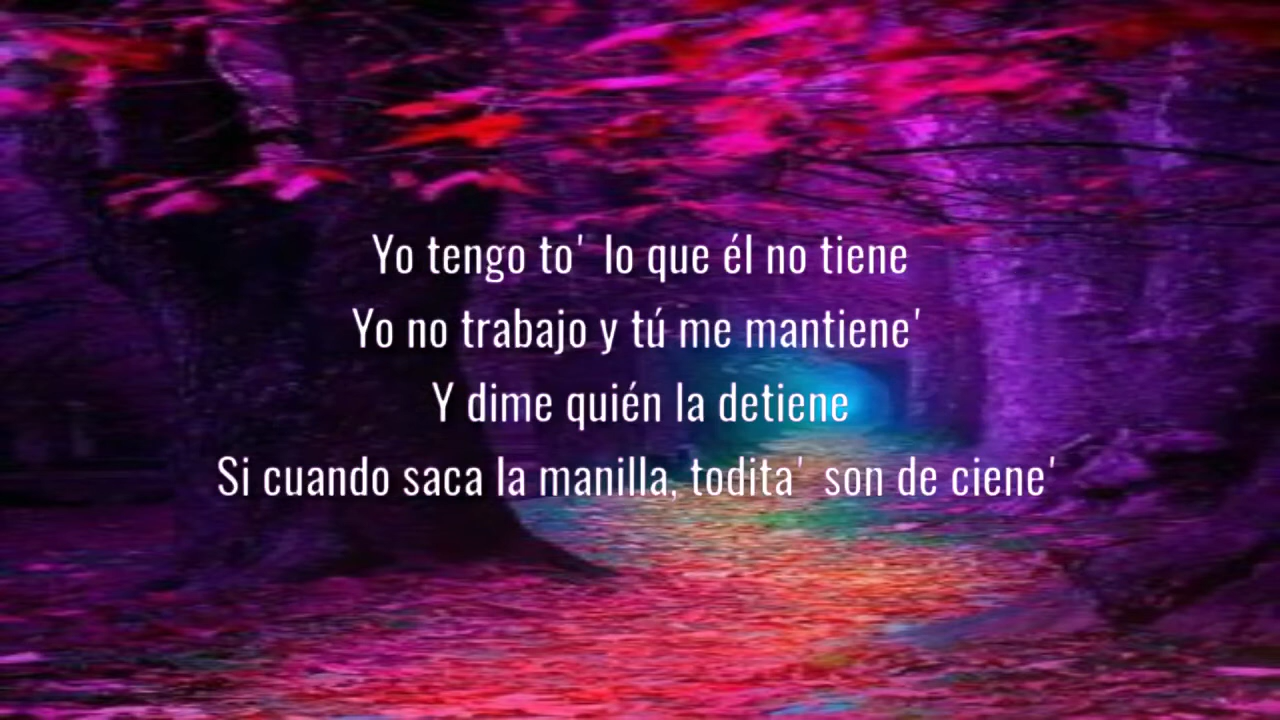 Yo tengo to' lo que él no tiene
Yo no trabajo y tú me mantiene'
Y dime quién la detiene
Si cuando saca la manilla, todita' son de ciene'